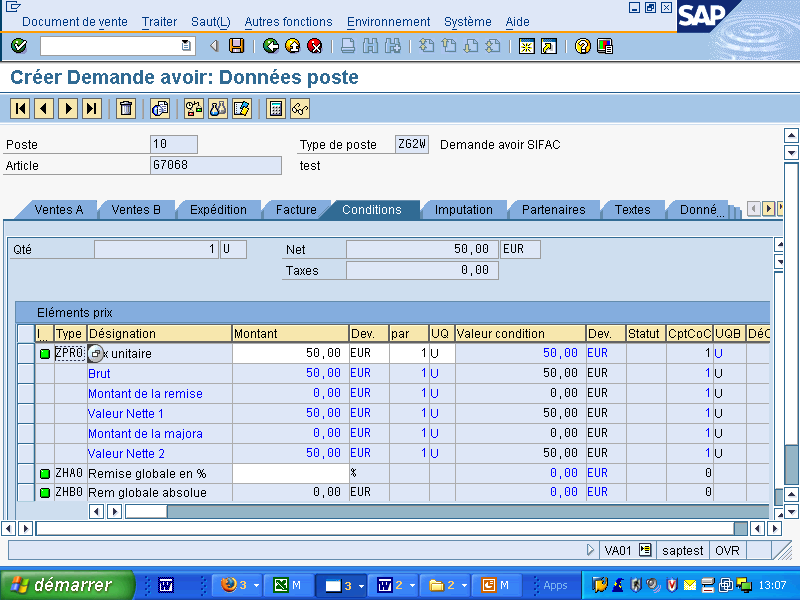 Document de vente Traiter Saut(L) Autres fonctions Environnement Système Aide
SAP
Créer Demande avoir: Données poste
Poste 10 Type de poste ZG2W Demande avoir SIFAC
Article G7068 test
Ventes A Ventes B Expédition Facture Conditions Imputation Partenaires Textes Donné...
Qté 1 U Net 50,00 EUR
Taxes 0,00
Eléments prix
I... Type Désignation Montant Dev. par UQ Valeur condition Dev. Statut CptCoC UQB DéC
ZPR0 x unitaire 50,00 EUR 1 U 50,00 EUR 1 U
Brut 50,00 EUR 1 U 50,00 EUR 1 U
Montant de la remise 0,00 EUR 1 U 0,00 EUR 1 U
Valeur Nette 1 50,00 EUR 1 U 50,00 EUR 1 U
Montant de la majora 0,00 EUR 1 U 0,00 EUR 1 U
Valeur Nette 2 50,00 EUR 1 U 50,00 EUR 1 U
ZHA0 Remise globale en % % 0,00 EUR 0
ZHB0 Rem globale absolue 0,00 EUR 0,00 EUR 0
VA01 saptest OVR
démarrer 3 M 3 2 2 M Apps 13:07